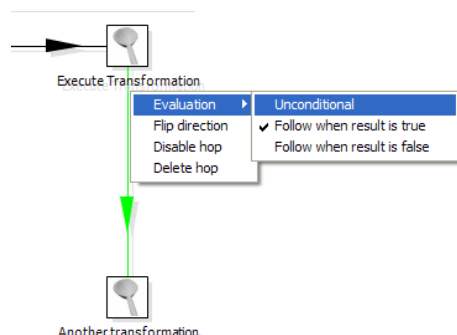 Execute Transformation
Evaluation
Unconditional
Flip direction
Follow when result is true
Disable hop
Follow when result is false
Delete hop
Another transformation